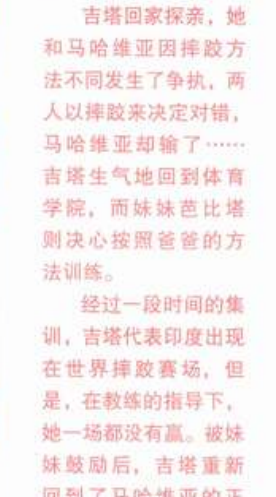 吉塔回家探亲，她
和马哈维亚因摔跤方
法不同发生了争执，两
人以摔跤来决定对错，
马哈维亚却输了……
吉塔生气地回到体育
学院，而妹妹芭比塔
则决心按照爸爸的方
法训练。
经过一段时间的集
训，吉塔代表印度出现
在世界摔跤赛场，但
是，在教练的指导下，
她一场都没有赢。被妹
妹鼓励后，吉塔重新
回到了马哈维亚的正